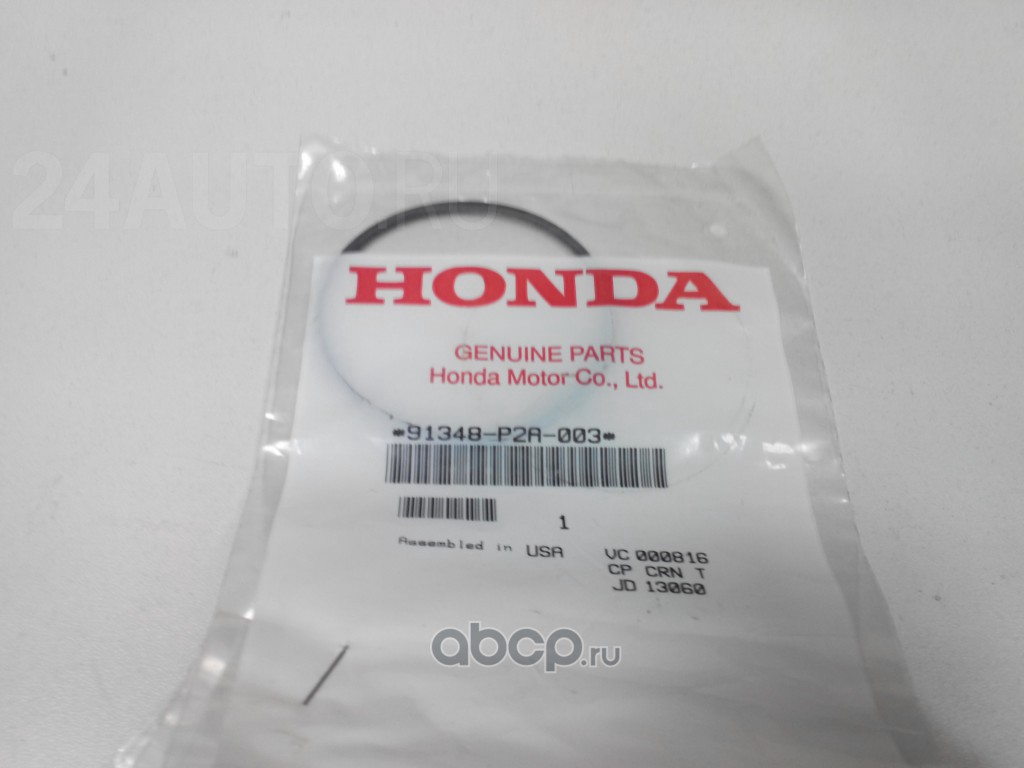 24AUTO.RU
HONDA
GENUINE PARTS
Honda Motor Co., Ltd.
*91348-P2A-003*
1
Assembled in USA VC 000816
CP CRN T
JD 13060
abcp.ru